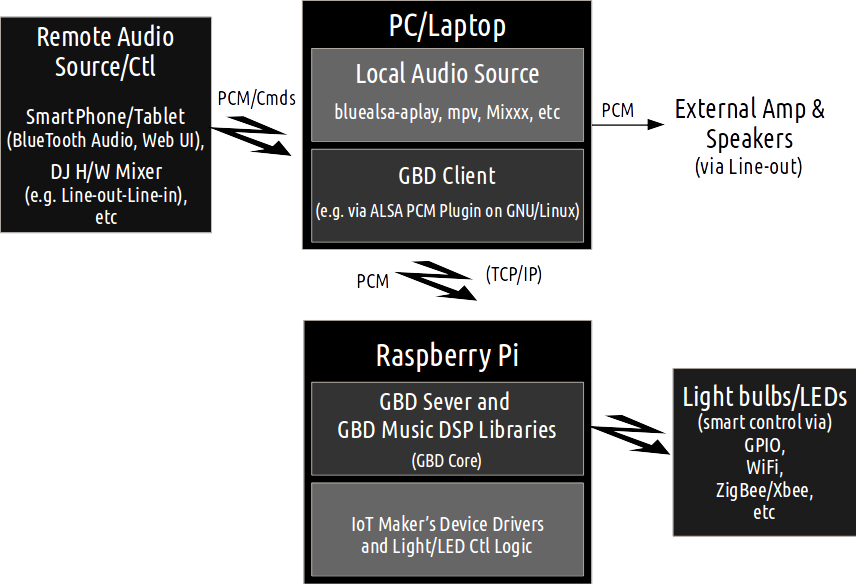 Remote Audio
Source/Ctl
SmartPhone/Tablet
(BlueTooth Audio, Web UI),
DJ H/W Mixer
(e.g. Line-out-Line-in),
etc
PCM/Cmds
PC/Laptop
Local Audio Source
bluealsa-aplay, mpv, Mixxx, etc
GBD Client
(e.g. via ALSA PCM Plugin on GNU/Linux)
PCM
External Amp &
Speakers
(via Line-out)
PCM
(TCP/IP)
Raspberry Pi
GBD Sever and
GBD Music DSP Libraries
(GBD Core)
IoT Maker's Device Drivers
and Light/LED Ctl Logic
Light bulbs/LEDs
(smart control via)
GPIO,
WiFi,
ZigBee/Xbee,
etc